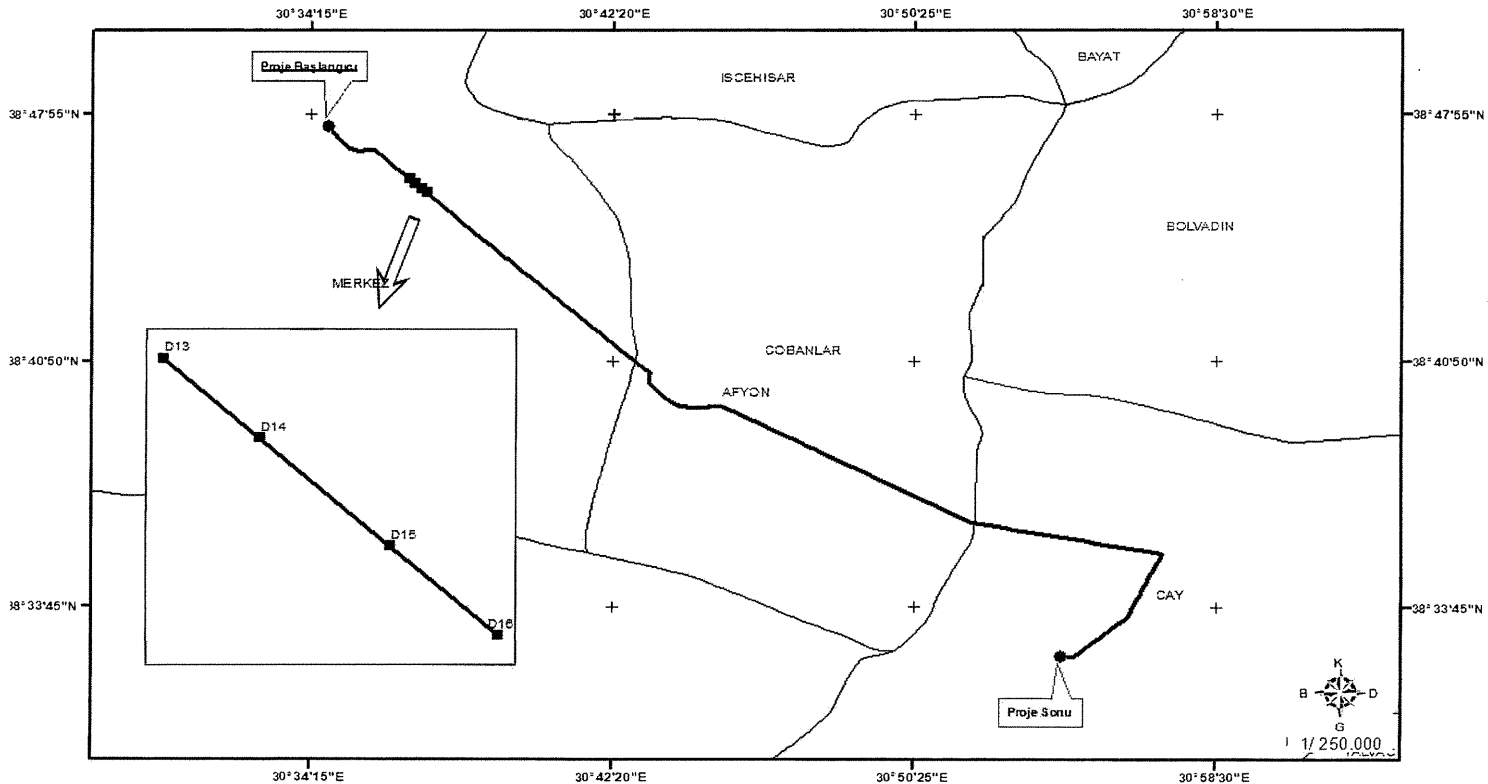 30°34'15"E
30°42'20"E
30°50'25"E
30°58'30"E
Proje Başlangıcı
ISCEHISAR
BAYAT
38°47'55"N
38°47'55"N
BOLVADIN
MERKEZ
COBANLAR
38°40'50"N
38°40'50"N
AFYON
D13
D14
D15
D16
38°33'45"N
38°33'45"N
CAY
Proje Sonu
K
B
D
G
1/ 250.000
30°34'15"E
30°42'20"E
30°50'25"E
30°58'30"E